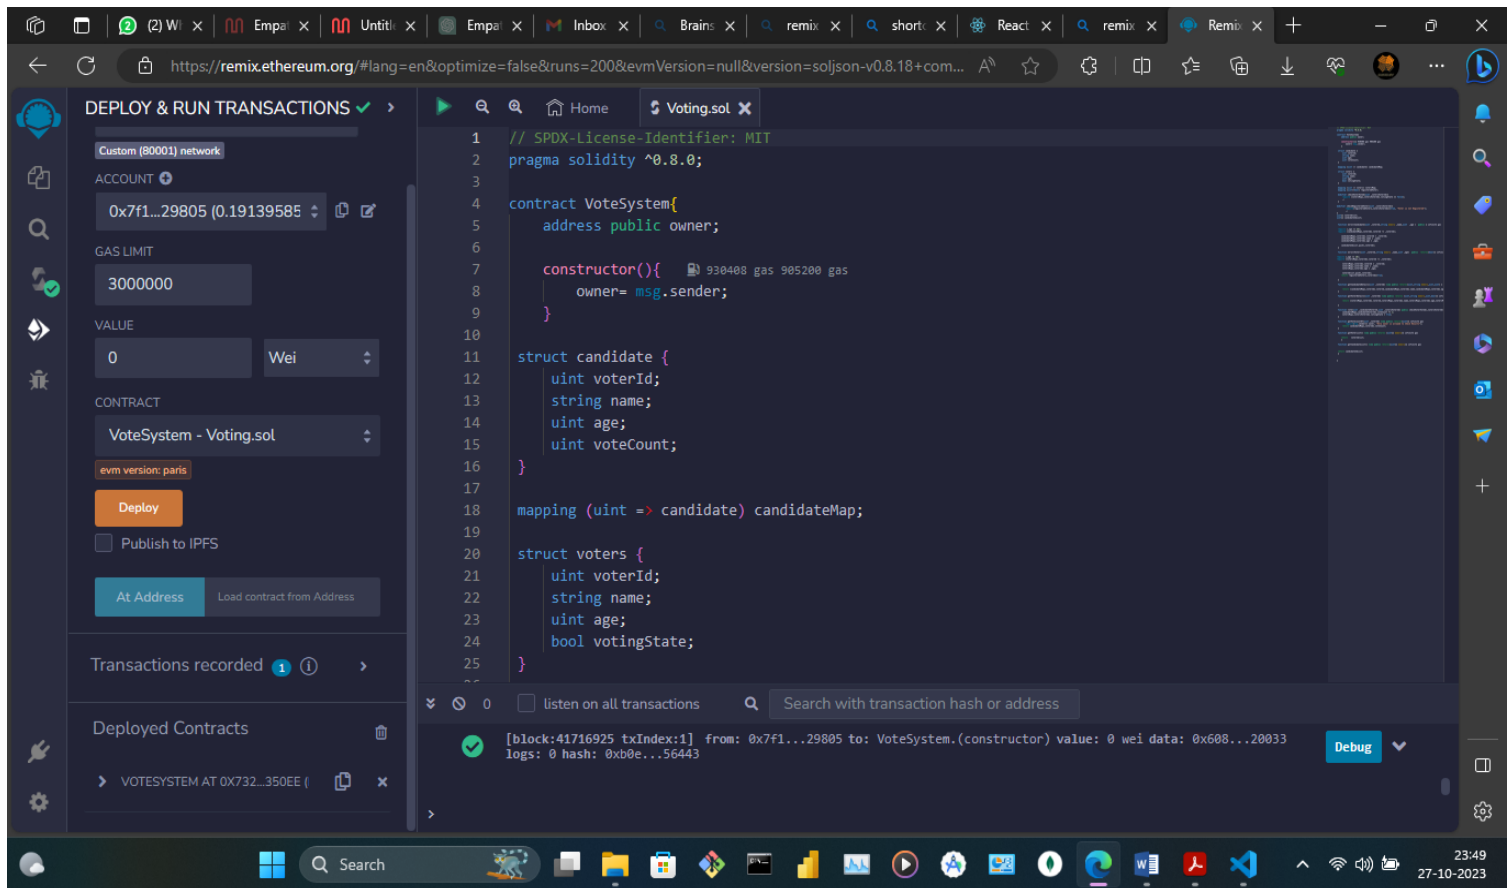 (2) W
Empa
Untitle
Empa
Inbox
Brains
remix
shortc
React
remix
Remix
https://remix.ethereum.org/#lang=en&optimize=false&runs=200&evmVersion=null&version=soljson-v0.8.18+com...
DEPLOY & RUN TRANSACTIONS
Home
Voting.sol
Custom (80001) network
ACCOUNT
0x7f1...29805 (0.19139585
GAS LIMIT
3000000
VALUE
0
Wei
CONTRACT
VoteSystem - Voting.sol
evm version: paris
Deploy
Publish to IPFS
At Address
Load contract from Address
Transactions recorded 1
Deployed Contracts
VOTESYSTEM AT 0X732...350EE (
1 // SPDX-License-Identifier: MIT
2 pragma solidity ^0.8.0;
3
4 contract VoteSystem{
5 address public owner;
6
7 constructor(){ 930408 gas 905200 gas
8 owner= msg.sender;
9 }
10
11 struct candidate {
12 uint voterId;
13 string name;
14 uint age;
15 uint voteCount;
16 }
17
18 mapping (uint => candidate) candidateMap;
19
20 struct voters {
21 uint voterId;
22 string name;
23 uint age;
24 bool votingState;
25 }
0
listen on all transactions
Search with transaction hash or address
[block:41716925 txIndex:1] from: 0x7f1...29805 to: VoteSystem.(constructor) value: 0 wei data: 0x608...20033
logs: 0 hash: 0xb0e...56443
Debug
>
Search
23:49
27-10-2023